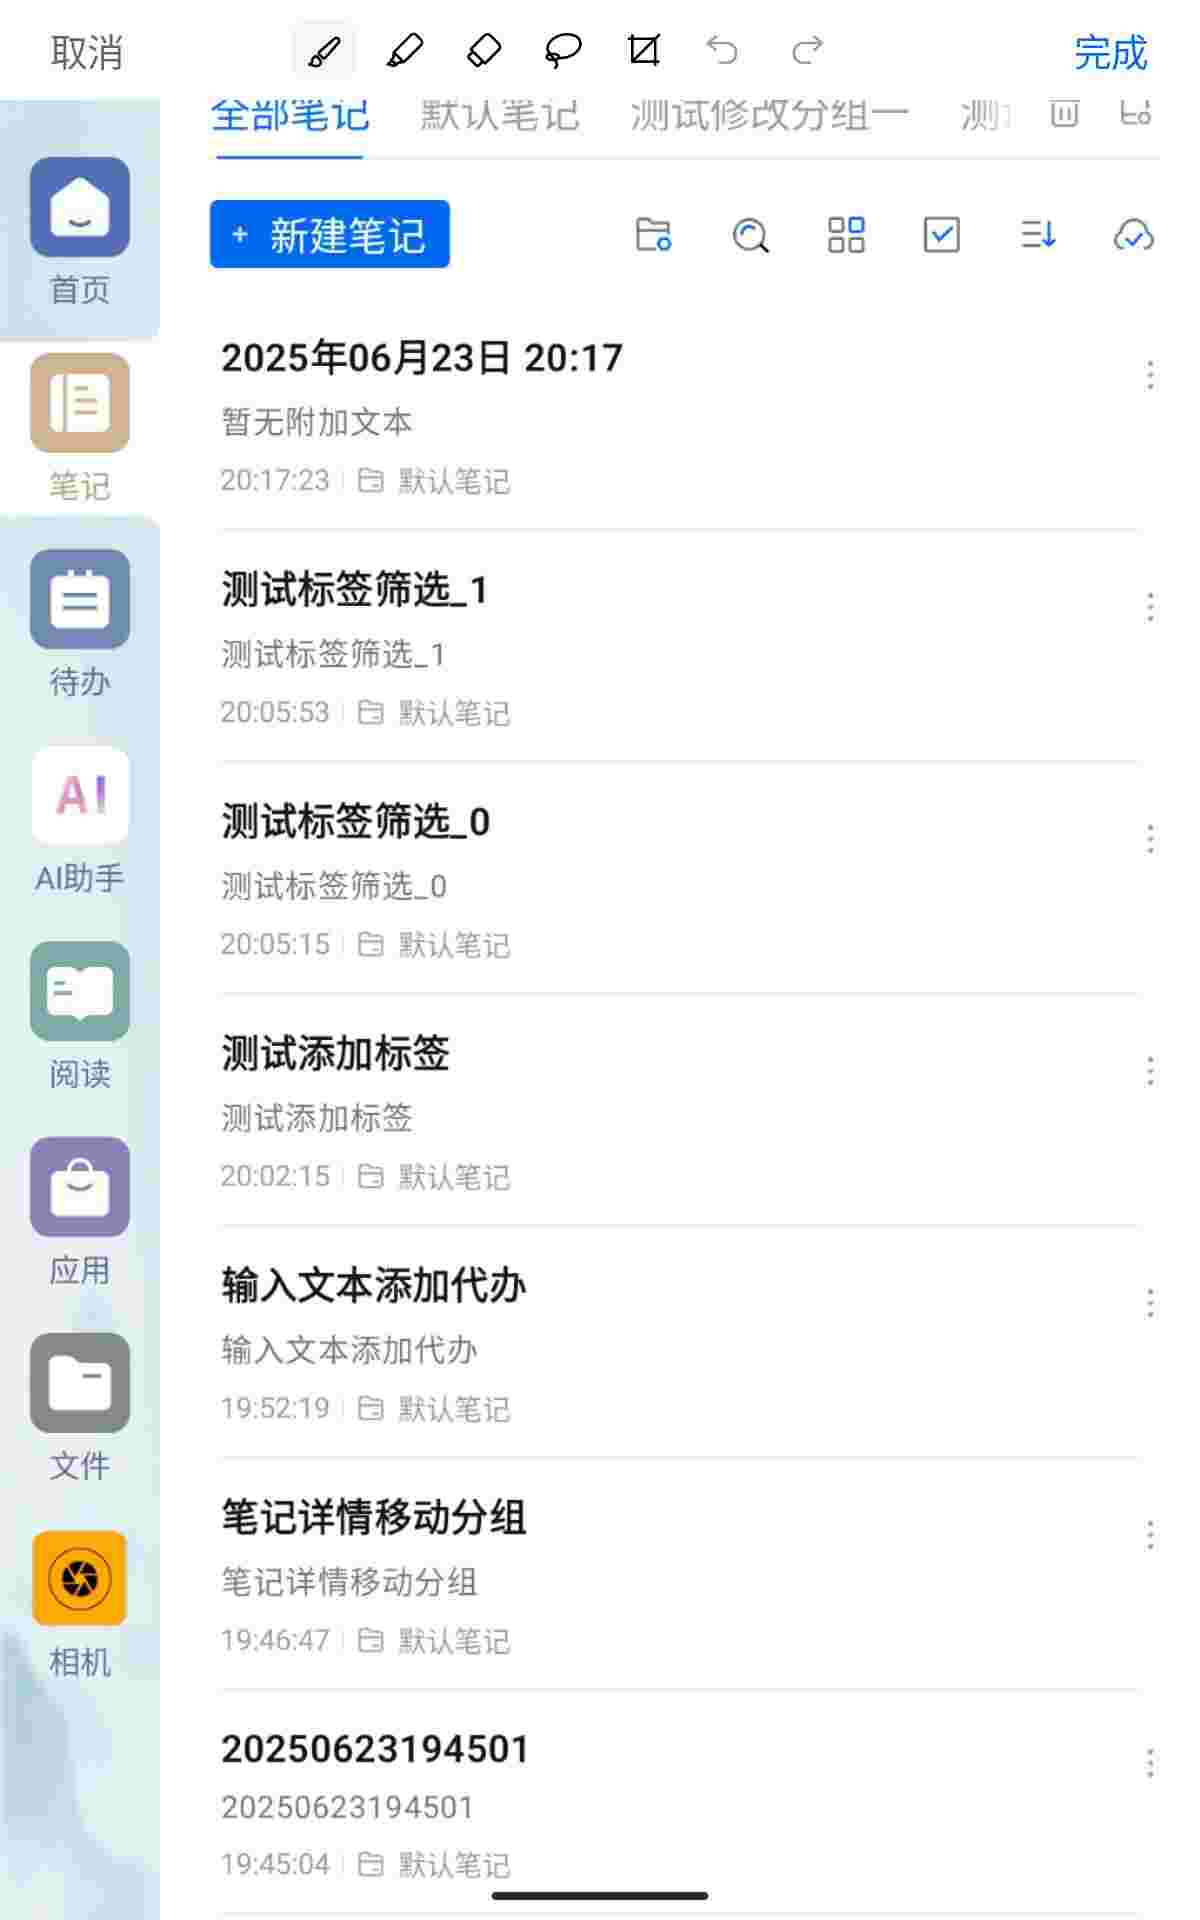 取消
完成
全部笔记 默认笔记 测试修改分组一
+ 新建笔记
首页
笔记
待办
AI
AI助手
阅读
应用
文件
相机
2025年06月23日 20:17
暂无附加文本
20:17:23 默认笔记
测试标签筛选_1
测试标签筛选_1
20:05:53 默认笔记
测试标签筛选_0
测试标签筛选_0
20:05:15 默认笔记
测试添加标签
测试添加标签
20:02:15 默认笔记
输入文本添加代办
输入文本添加代办
19:52:19 默认笔记
笔记详情移动分组
笔记详情移动分组
19:46:47 默认笔记
20250623194501
20250623194501
19:45:04 默认笔记